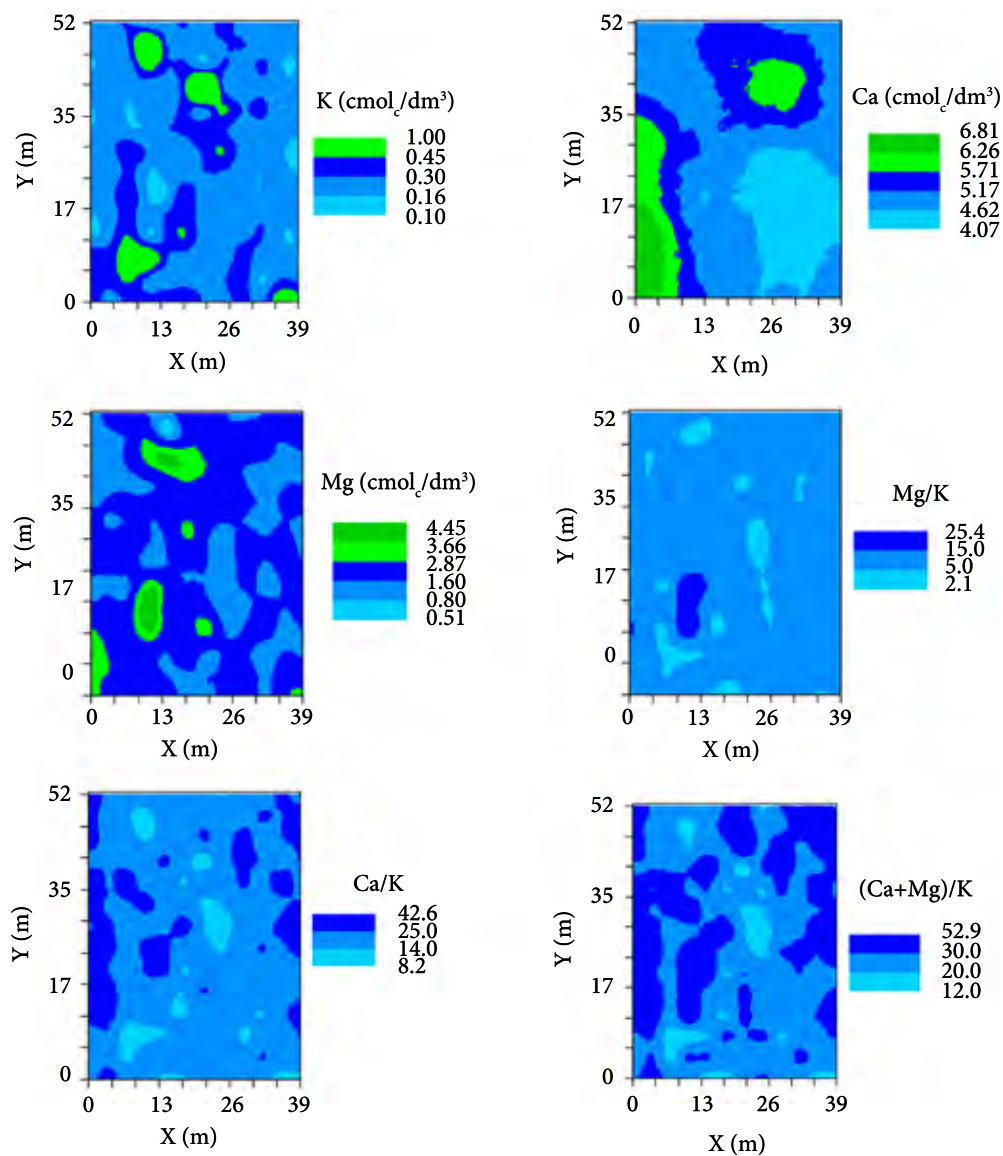 52
35
17
0
Y (m)
0 13 26 39
X (m)
K (cmolc/dm³)
1.00
0.45
0.30
0.16
0.10
52
35
17
0
Y (m)
0 13 26 39
X (m)
Ca (cmolc/dm³)
6.81
6.26
5.71
5.17
4.62
4.07
52
35
17
0
Y (m)
0 13 26 39
X (m)
Mg (cmolc/dm³)
4.45
3.66
2.87
1.60
0.80
0.51
52
35
17
0
Y (m)
0 13 26 39
X (m)
Mg/K
25.4
15.0
5.0
2.1
52
35
17
0
Y (m)
0 13 26 39
X (m)
Ca/K
42.6
25.0
14.0
8.2
52
35
17
0
Y (m)
0 13 26 39
X (m)
(Ca+Mg)/K
52.9
30.0
20.0
12.0